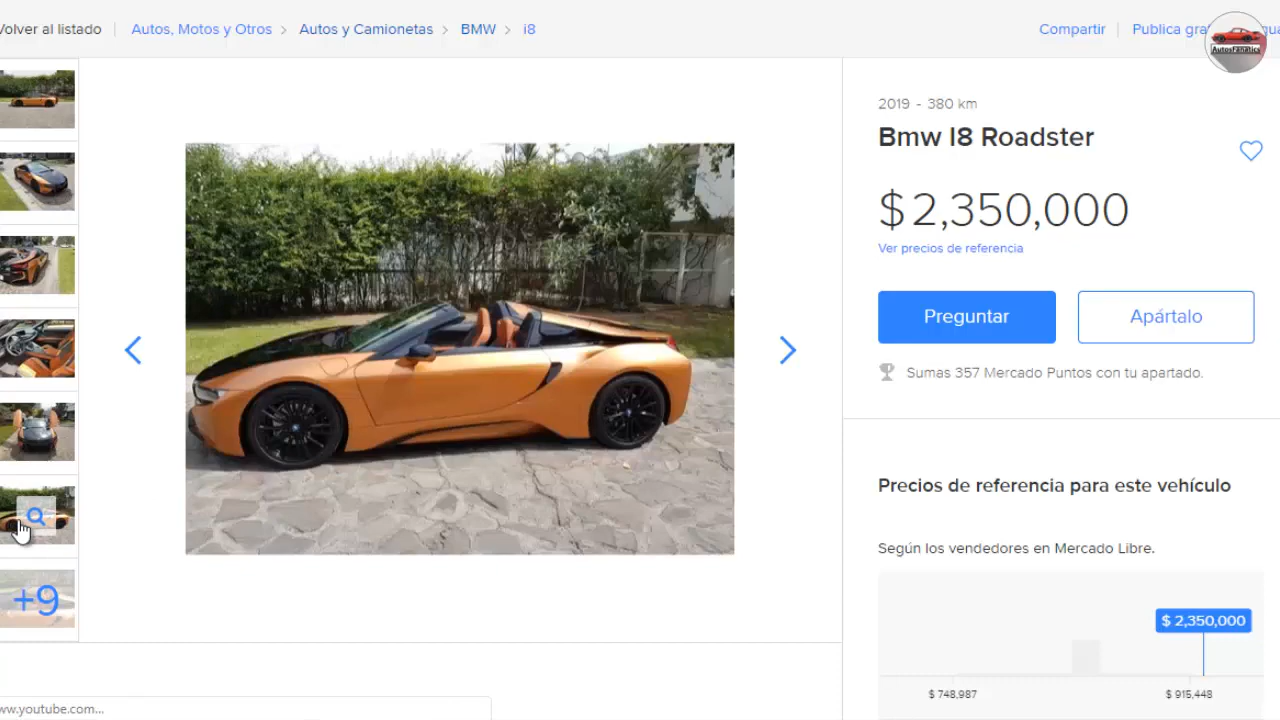 Volver al listado
Autos, Motos y Otros > Autos y Camionetas > BMW > i8
Compartir
Publica
AutosFullOrica
2019 - 380 km
Bmw I8 Roadster
$ 2,350,000
Ver precios de referencia
Preguntar
Apártalo
Sumas 357 Mercado Puntos con tu apartado.
Precios de referencia para este vehículo
Según los vendedores en Mercado Libre.
$ 2,350,000
$ 748,987
$ 915,448
+9
ww.youtube.com...